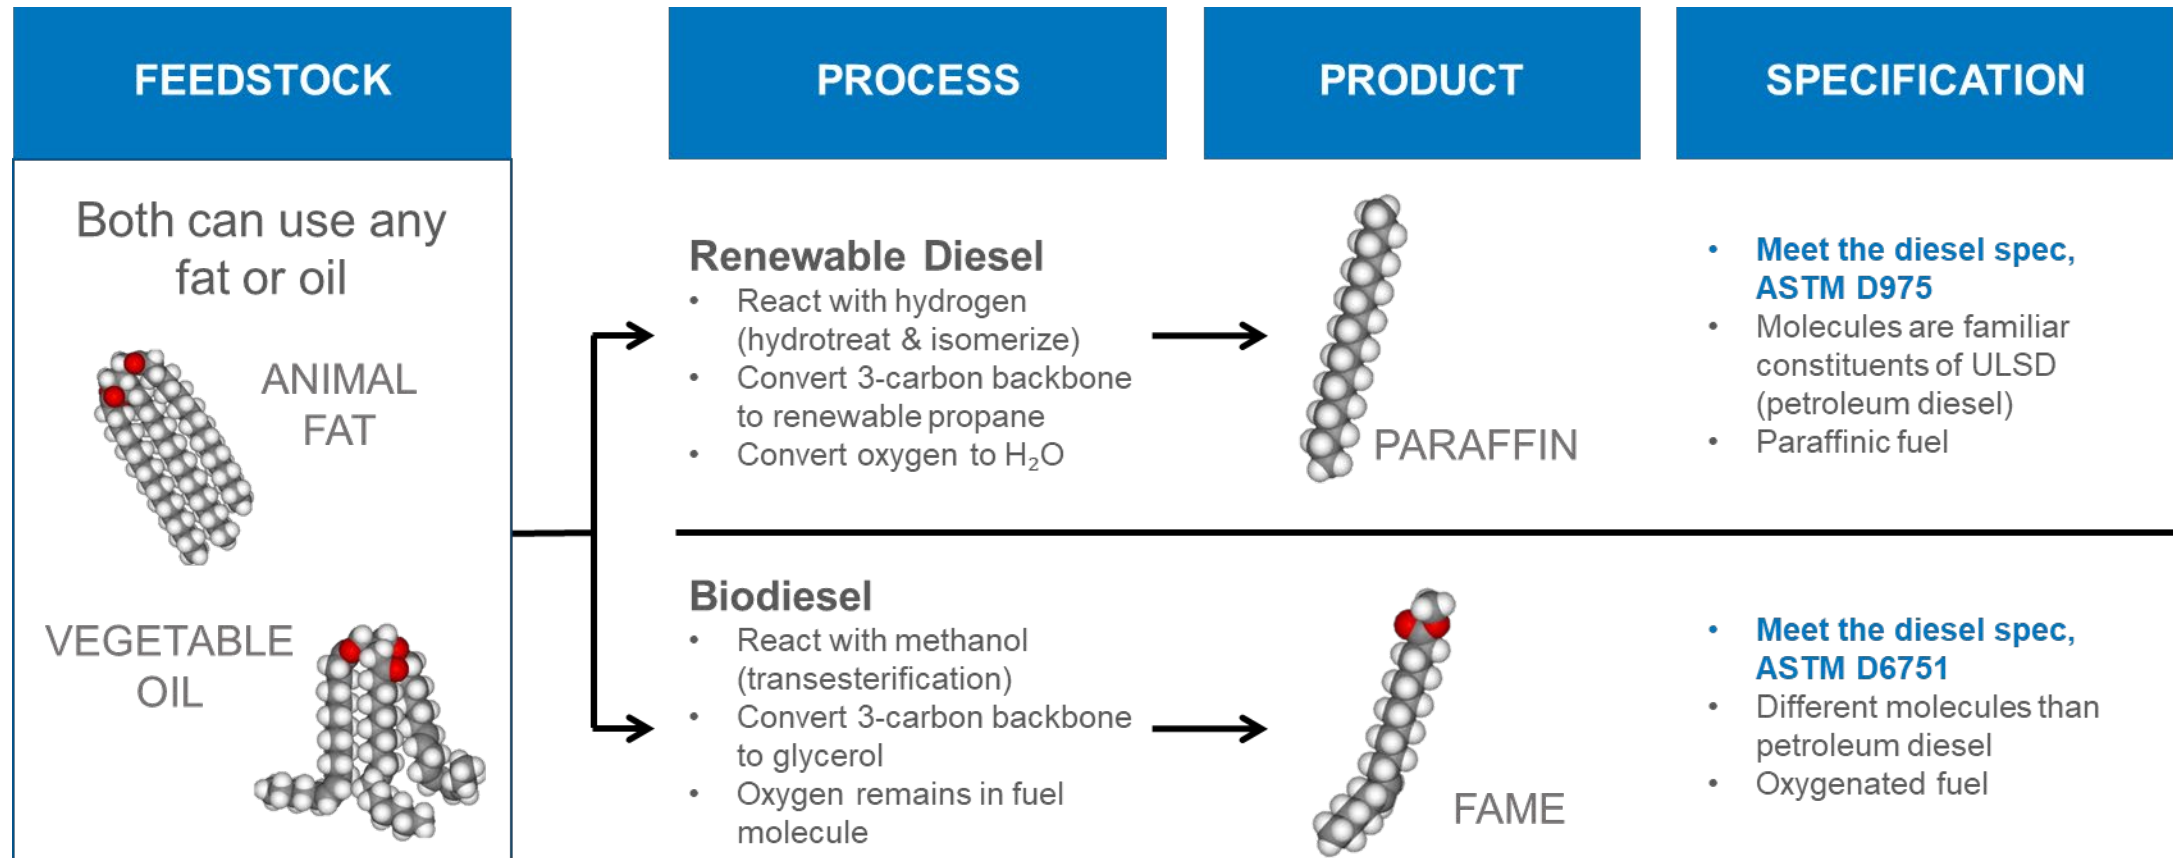 FEEDSTOCK
PROCESS
PRODUCT
SPECIFICATION
Both can use any
fat or oil
ANIMAL
FAT
VEGETABLE
OIL
Renewable Diesel
• React with hydrogen
(hydrotreat & isomerize)
• Convert 3-carbon backbone
to renewable propane
• Convert oxygen to H₂O
PARAFFIN
• Meet the diesel spec,
ASTM D975
• Molecules are familiar
constituents of ULSD
(petroleum diesel)
• Paraffinic fuel
Biodiesel
• React with methanol
(transesterification)
• Convert 3-carbon backbone
to glycerol
• Oxygen remains in fuel
molecule
FAME
• Meet the diesel spec,
ASTM D6751
• Different molecules than
petroleum diesel
• Oxygenated fuel